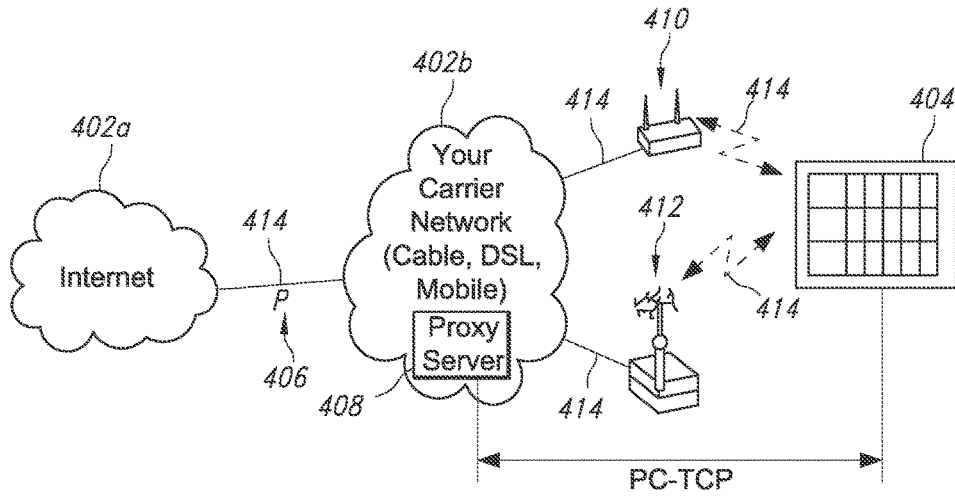 410
402b
414
414
404
402a
Your
Carrier
Network
(Cable, DSL,
Mobile)
412
414
Internet
P
414
Proxy
Server
406
408
414
PC-TCP